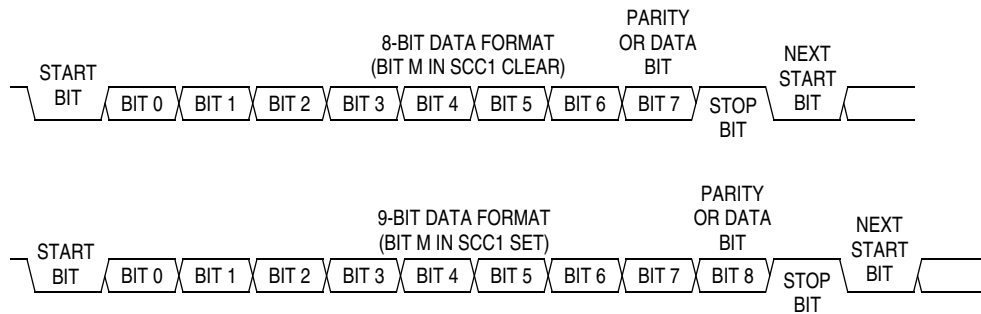 8-BIT DATA FORMAT
(BIT M IN SCC1 CLEAR)
PARITY
OR DATA
BIT
START
BIT
BIT 0
BIT 1
BIT 2
BIT 3
BIT 4
BIT 5
BIT 6
BIT 7
STOP
BIT
NEXT
START
BIT
9-BIT DATA FORMAT
(BIT M IN SCC1 SET)
PARITY
OR DATA
BIT
START
BIT
BIT 0
BIT 1
BIT 2
BIT 3
BIT 4
BIT 5
BIT 6
BIT 7
BIT 8
STOP
BIT
NEXT
START
BIT